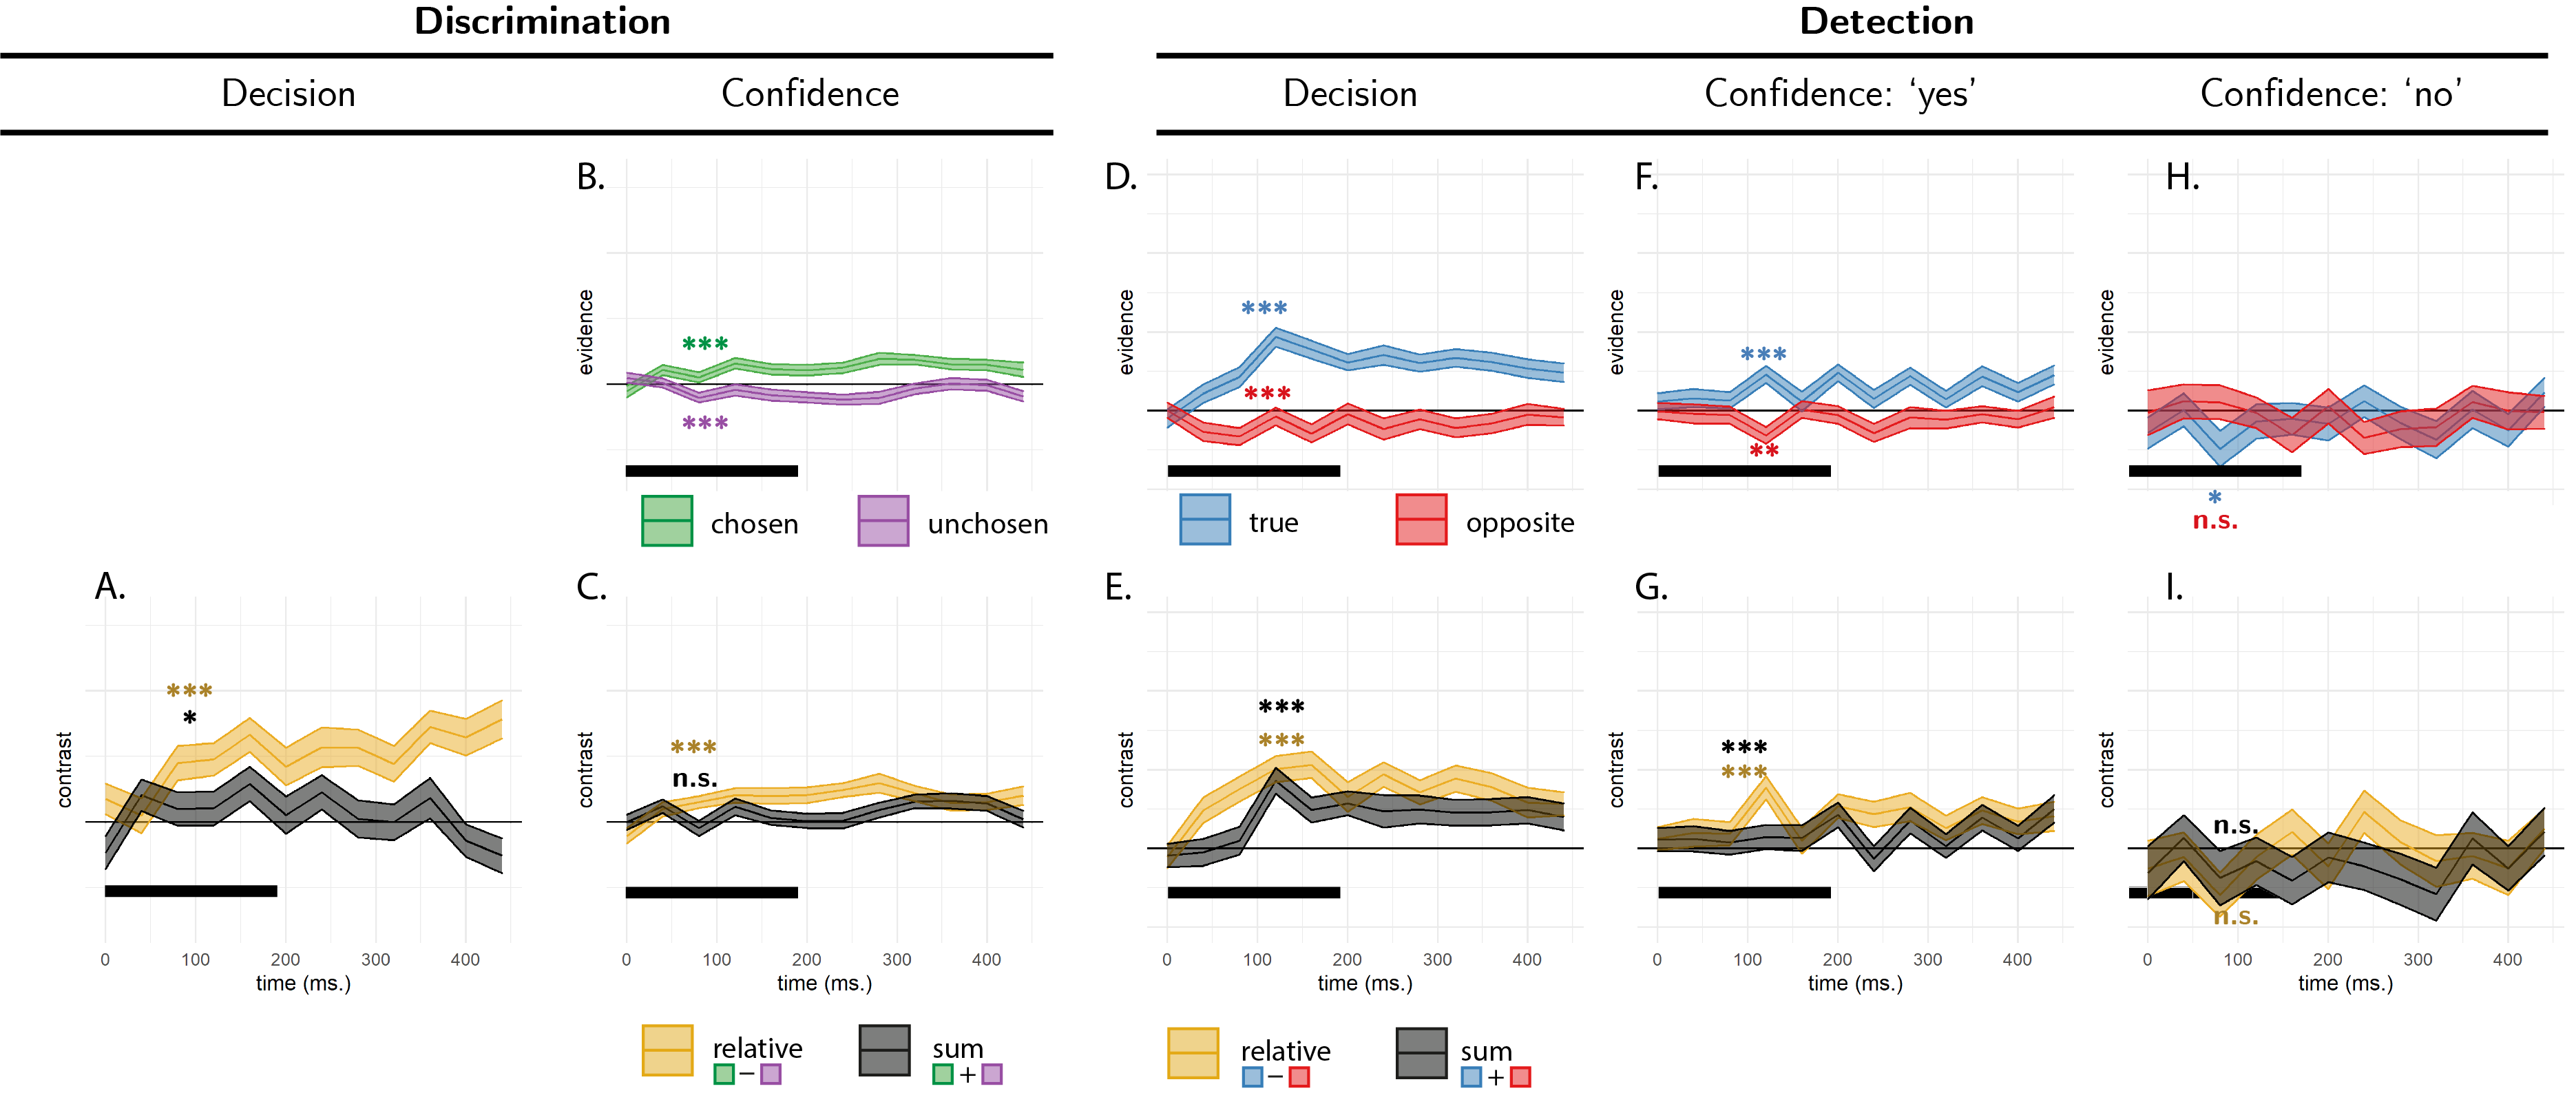 Discrimination
Detection
Decision
Confidence
Decision
Confidence: ‘yes’
Confidence: ‘no’
B.
D.
F.
H.
evidence
evidence
evidence
evidence
***
***
***
***
***
**
*
n.s.
chosen
unchosen
true
opposite
A.
C.
E.
G.
I.
contrast
contrast
contrast
contrast
contrast
***
*
***
n.s.
***
***
***
***
n.s.
n.s.
0 100 200 300 400
0 100 200 300 400
0 100 200 300 400
0 100 200 300 400
0 100 200 300 400
time (ms.)
time (ms.)
time (ms.)
time (ms.)
time (ms.)
relative
−
sum
+
relative
−
sum
+